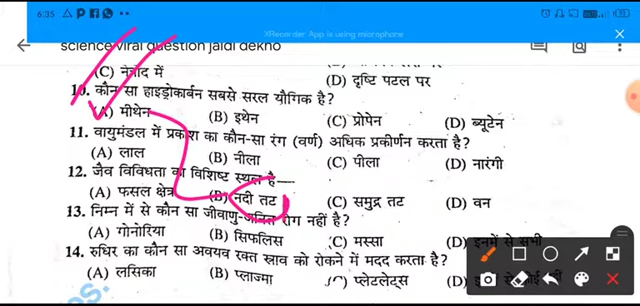 6:35
XRecorder App is using microphone
science viral question jaldi dekho
(C) नेत्रोद में
(D) दृष्टि पटल पर
10. कौन सा हाइड्रोकार्बन सबसे सरल यौगिक है?
(A) मीथेन (B) इथेन (C) प्रोपेन (D) ब्यूटेन
11. वायुमंडल में प्रकाश का कौन-सा रंग (वर्ण) अधिक प्रकीर्णन करता है?
(A) लाल (B) नीला (C) पीला (D) नारंगी
12. जैव विविधता का विशिष्ट स्थल है—
(A) फसल क्षेत्र (B) नदी तट (C) समुद्र तट (D) वन
13. निम्न में से कौन सा जीवाणु-जनित रोग नहीं है?
(A) गोनोरिया (B) सिफलिस (C) मस्सा (D) इनमें से सभी
14. रुधिर का कौन सा अवयव रक्त स्राव को रोकने में मदद करता है?
(A) लसिका (B) प्लाज्मा (C) प्लेटलेट्स (D)